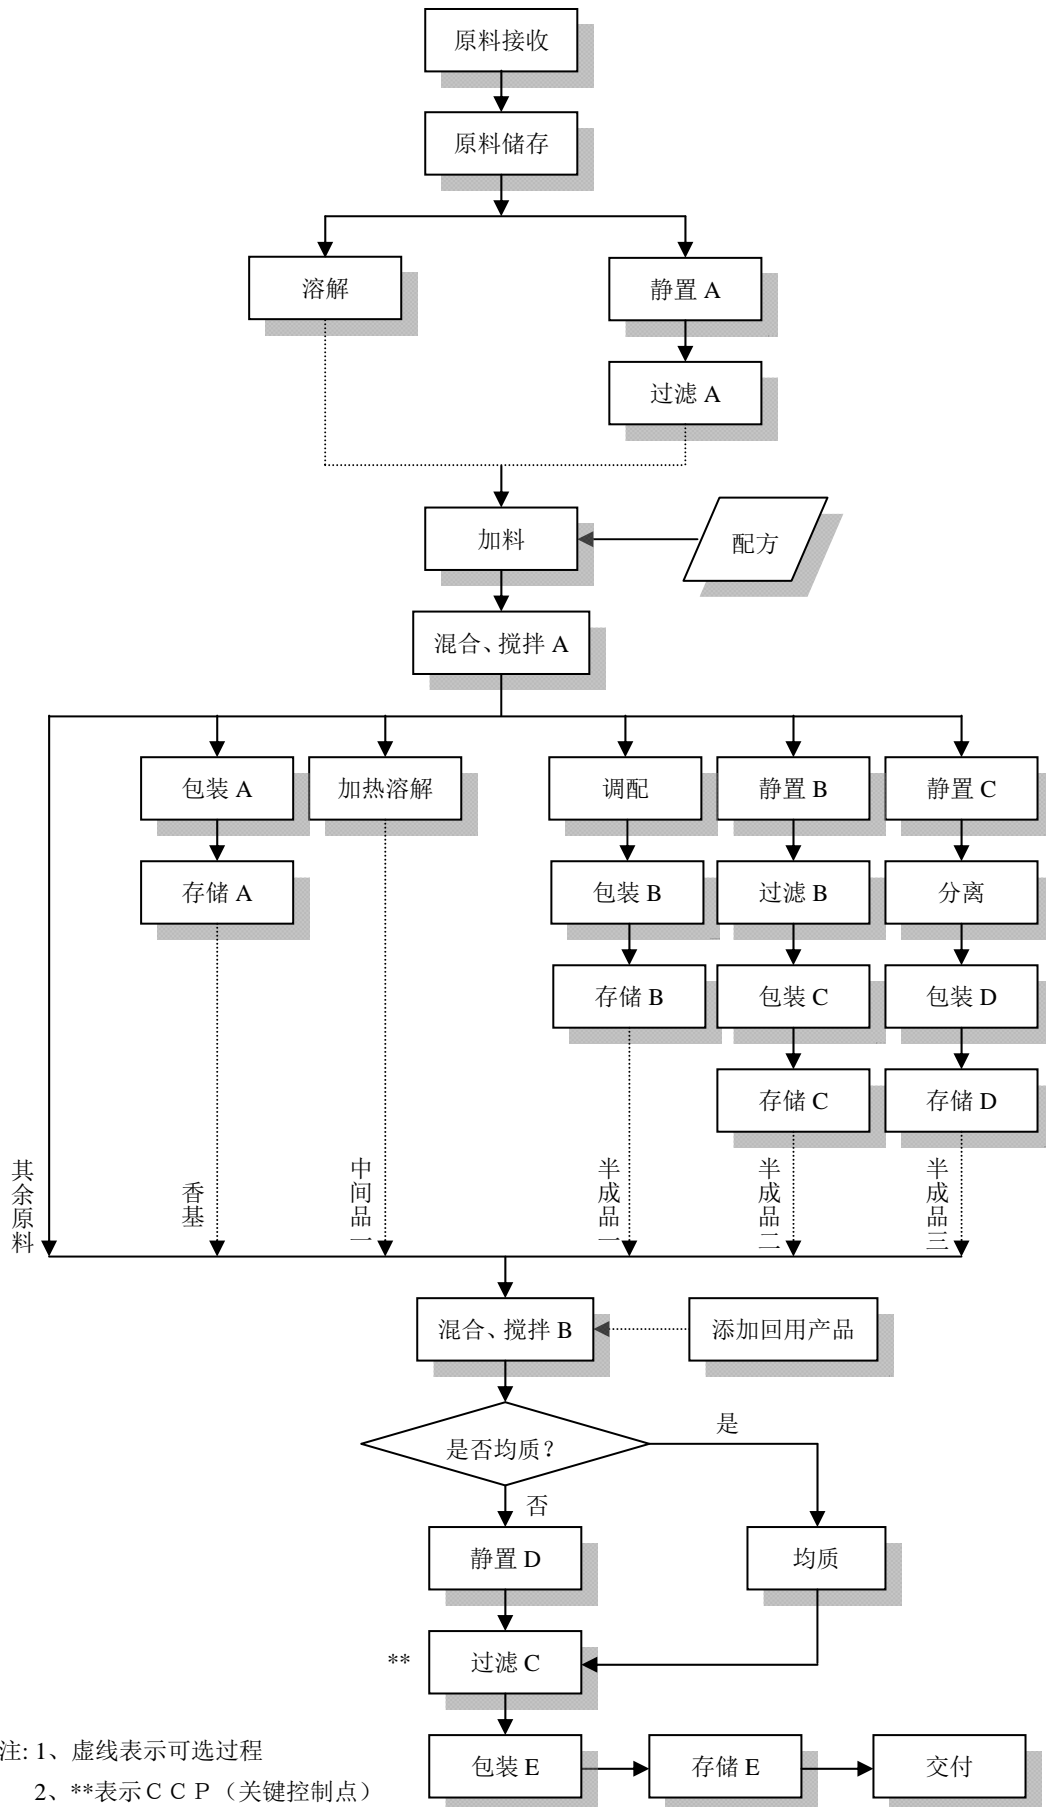 原料接收
原料储存
溶解
静置 A
过滤 A
加料
配方
混合、搅拌 A
包装 A
加热溶解
调配
静置 B
静置 C
存储 A
包装 B
过滤 B
分离
存储 B
包装 C
包装 D
存储 C
存储 D
其余原料
香基
中间品一
半成品一
半成品二
半成品三
混合、搅拌 B
添加回用产品
是否均质?
是
否
静置 D
均质
**
过滤 C
包装 E
存储 E
交付
注: 1、虚线表示可选过程
2、**表示ＣＣＰ（关键控制点）